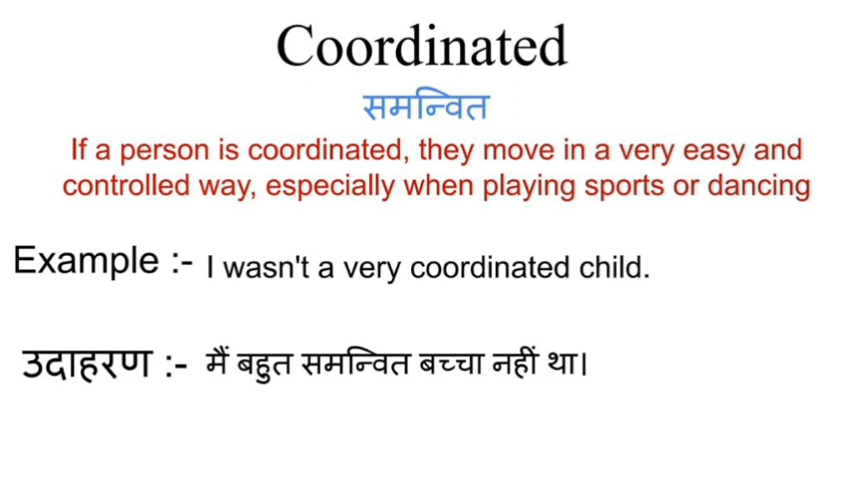 Coordinated
समन्वित
If a person is coordinated, they move in a very easy and
controlled way, especially when playing sports or dancing
Example :- I wasn't a very coordinated child.
उदाहरण :- मैं बहुत समन्वित बच्चा नहीं था।